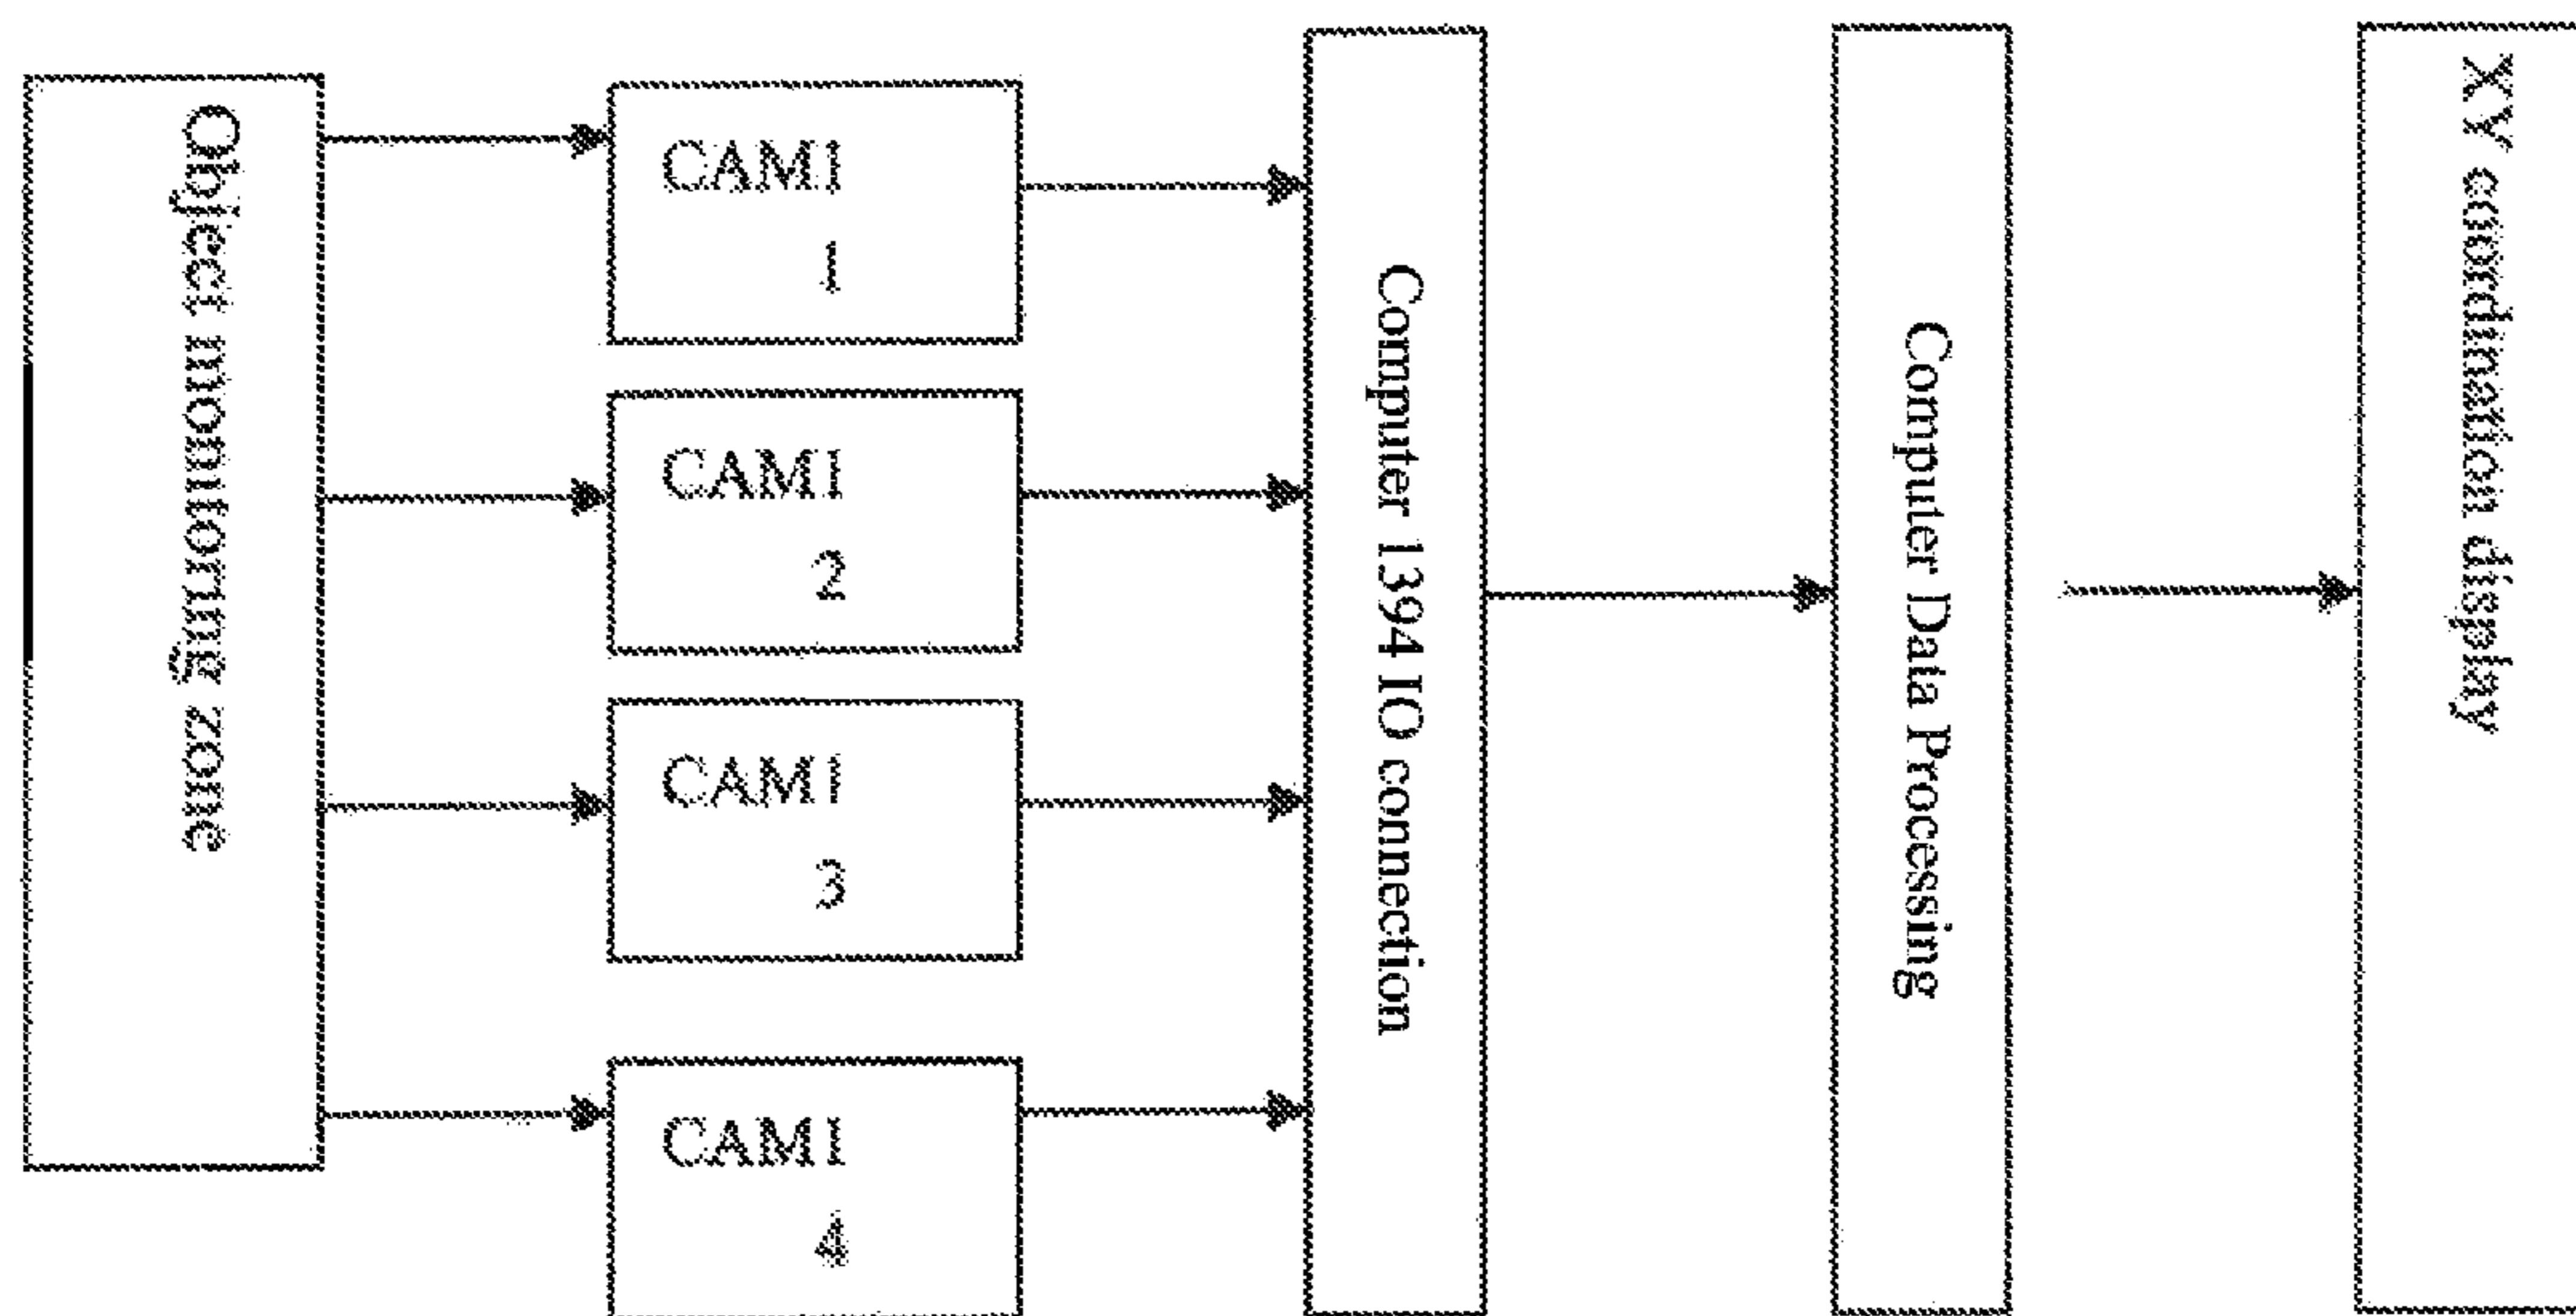 Object monitorring zone
CAM1
1
CAM1
2
CAM1
3
CAM1
4
Computer 1394 IO connection
Computer Data Processing
XY coordination display